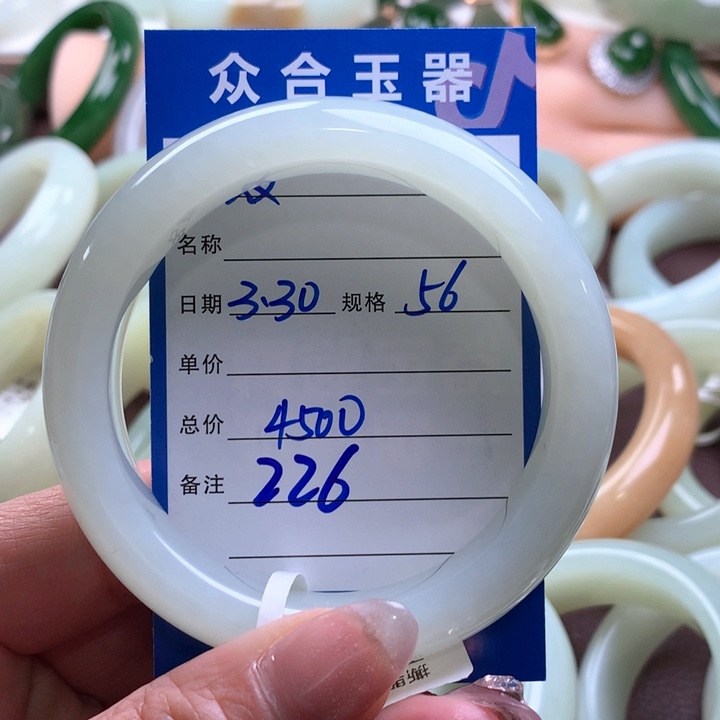 众合玉器
名称
日期 3.30 规格 56
单价
总价 4500
备注 226